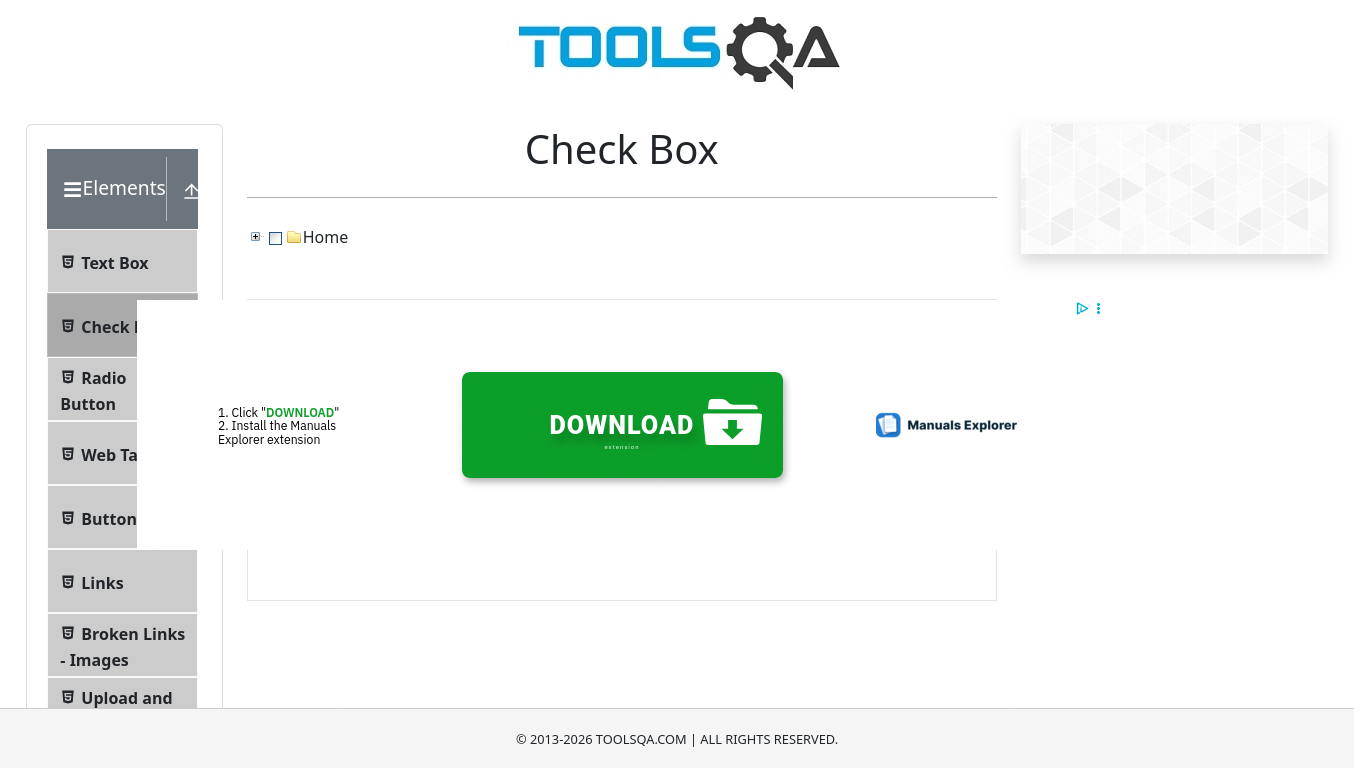 TOOLSQA
Check Box
Elements
Home
Text Box
Check
Radio
Button
Web Ta
Button
Links
Broken Links
- Images
Upload and
1. Click "DOWNLOAD"
2. Install the Manuals
Explorer extension
DOWNLOAD
extension
Manuals Explorer
© 2013-2026 TOOLSQA.COM | ALL RIGHTS RESERVED.